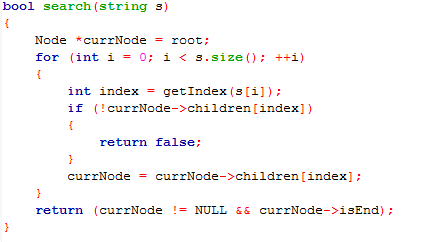 bool search(string s)
{
    Node *currNode = root;
    for (int i = 0; i < s.size(); ++i)
    {
        int index = getIndex(s[i]);
        if (!currNode->children[index])
        {
            return false;
        }
        currNode = currNode->children[index];
    }
    return (currNode != NULL && currNode->isEnd);
}